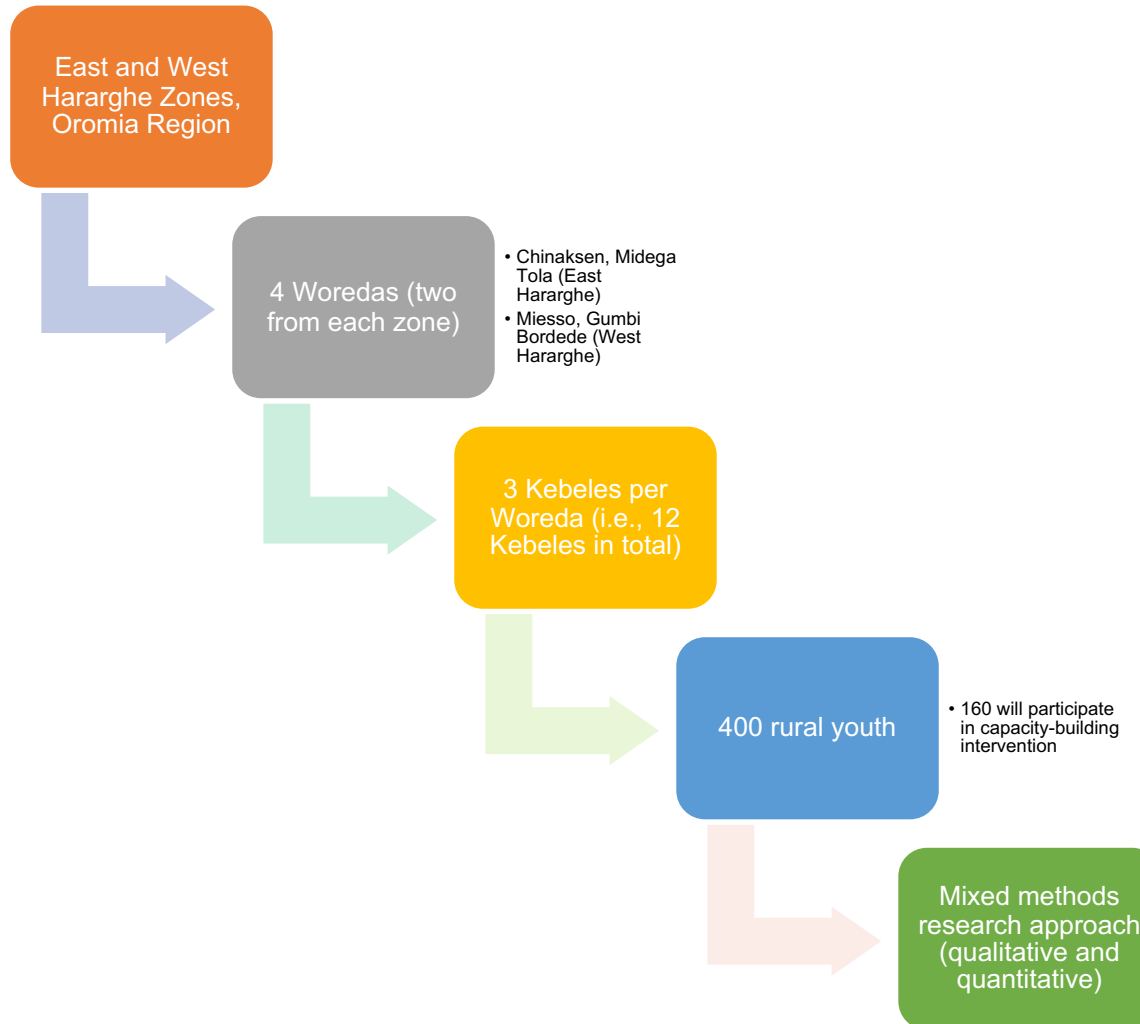 East and West
Hararghe Zones,
Oromia Region
4 Woredas (two
from each zone)
• Chinaksen, Midega
Tola (East
Hararghe)
• Miesso, Gumbi
Bordede (West
Hararghe)
3 Kebeles per
Woreda (i.e., 12
Kebeles in total)
400 rural youth
• 160 will participate
in capacity-building
intervention
Mixed methods
research approach
(qualitative and
quantitative)